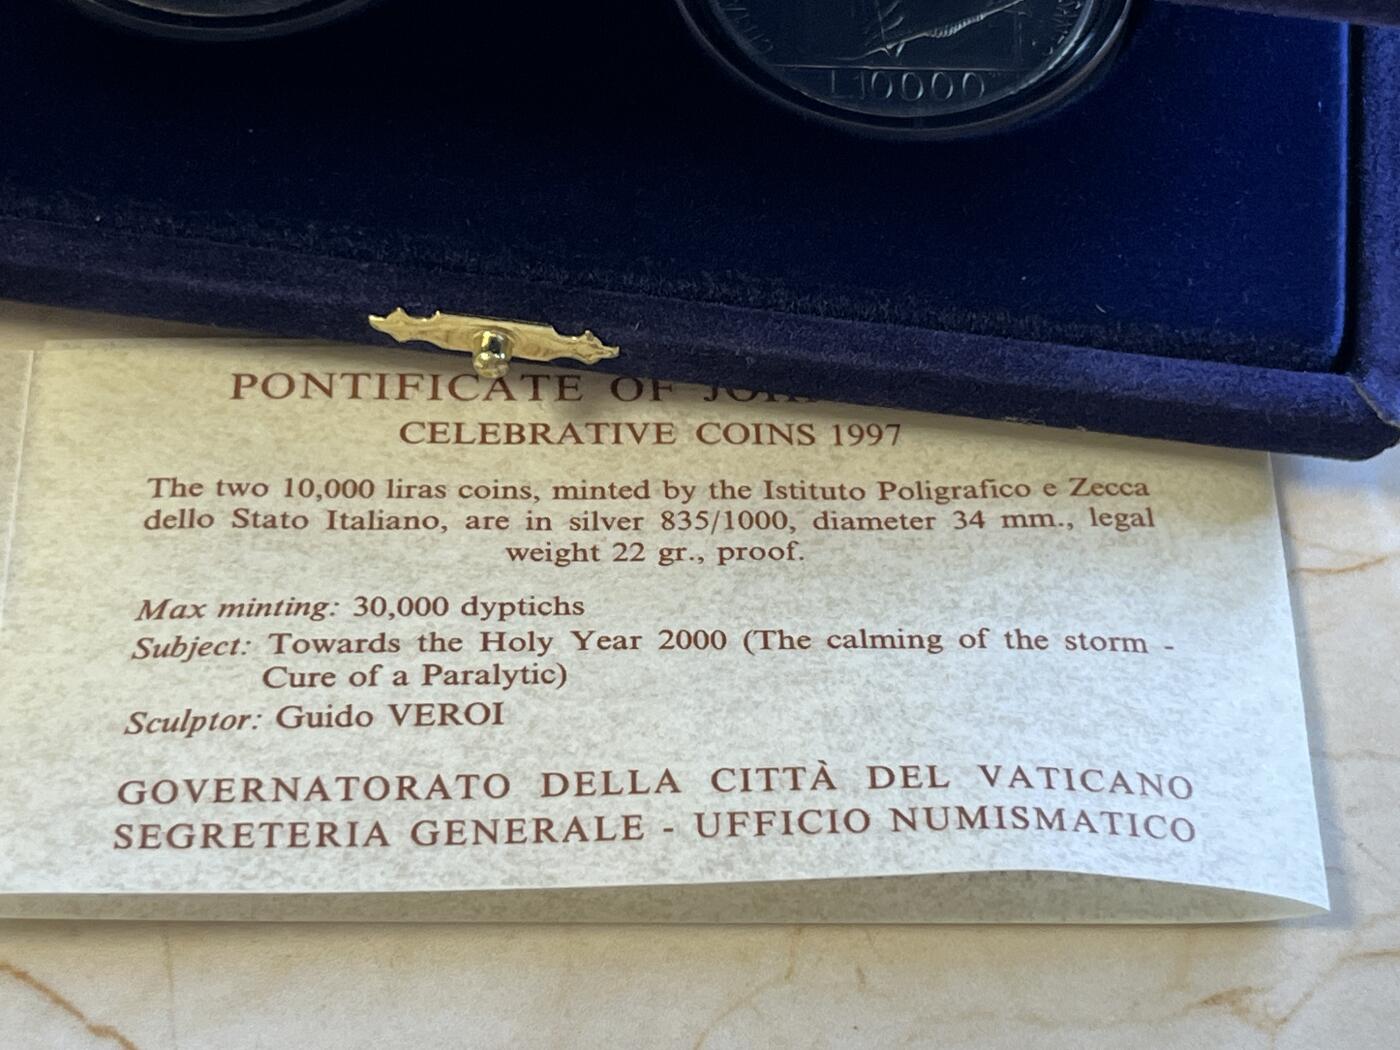 L.10000
PONTIFICATE OF
CELEBRATIVE COINS 1997
The two 10,000 liras coins, minted by the Istituto Poligrafico e Zecca
dello Stato Italiano, are in silver 835/1000, diameter 34 mm., legal
weight 22 gr., proof.
Max minting: 30,000 dyptichs
Subject: Towards the Holy Year 2000 (The calming of the storm -
Cure of a Paralytic)
Sculptor: Guido VEROI
GOVERNATORATO DELLA CITTÀ DEL VATICANO
SEGRETERIA GENERALE - UFFICIO NUMISMATICO